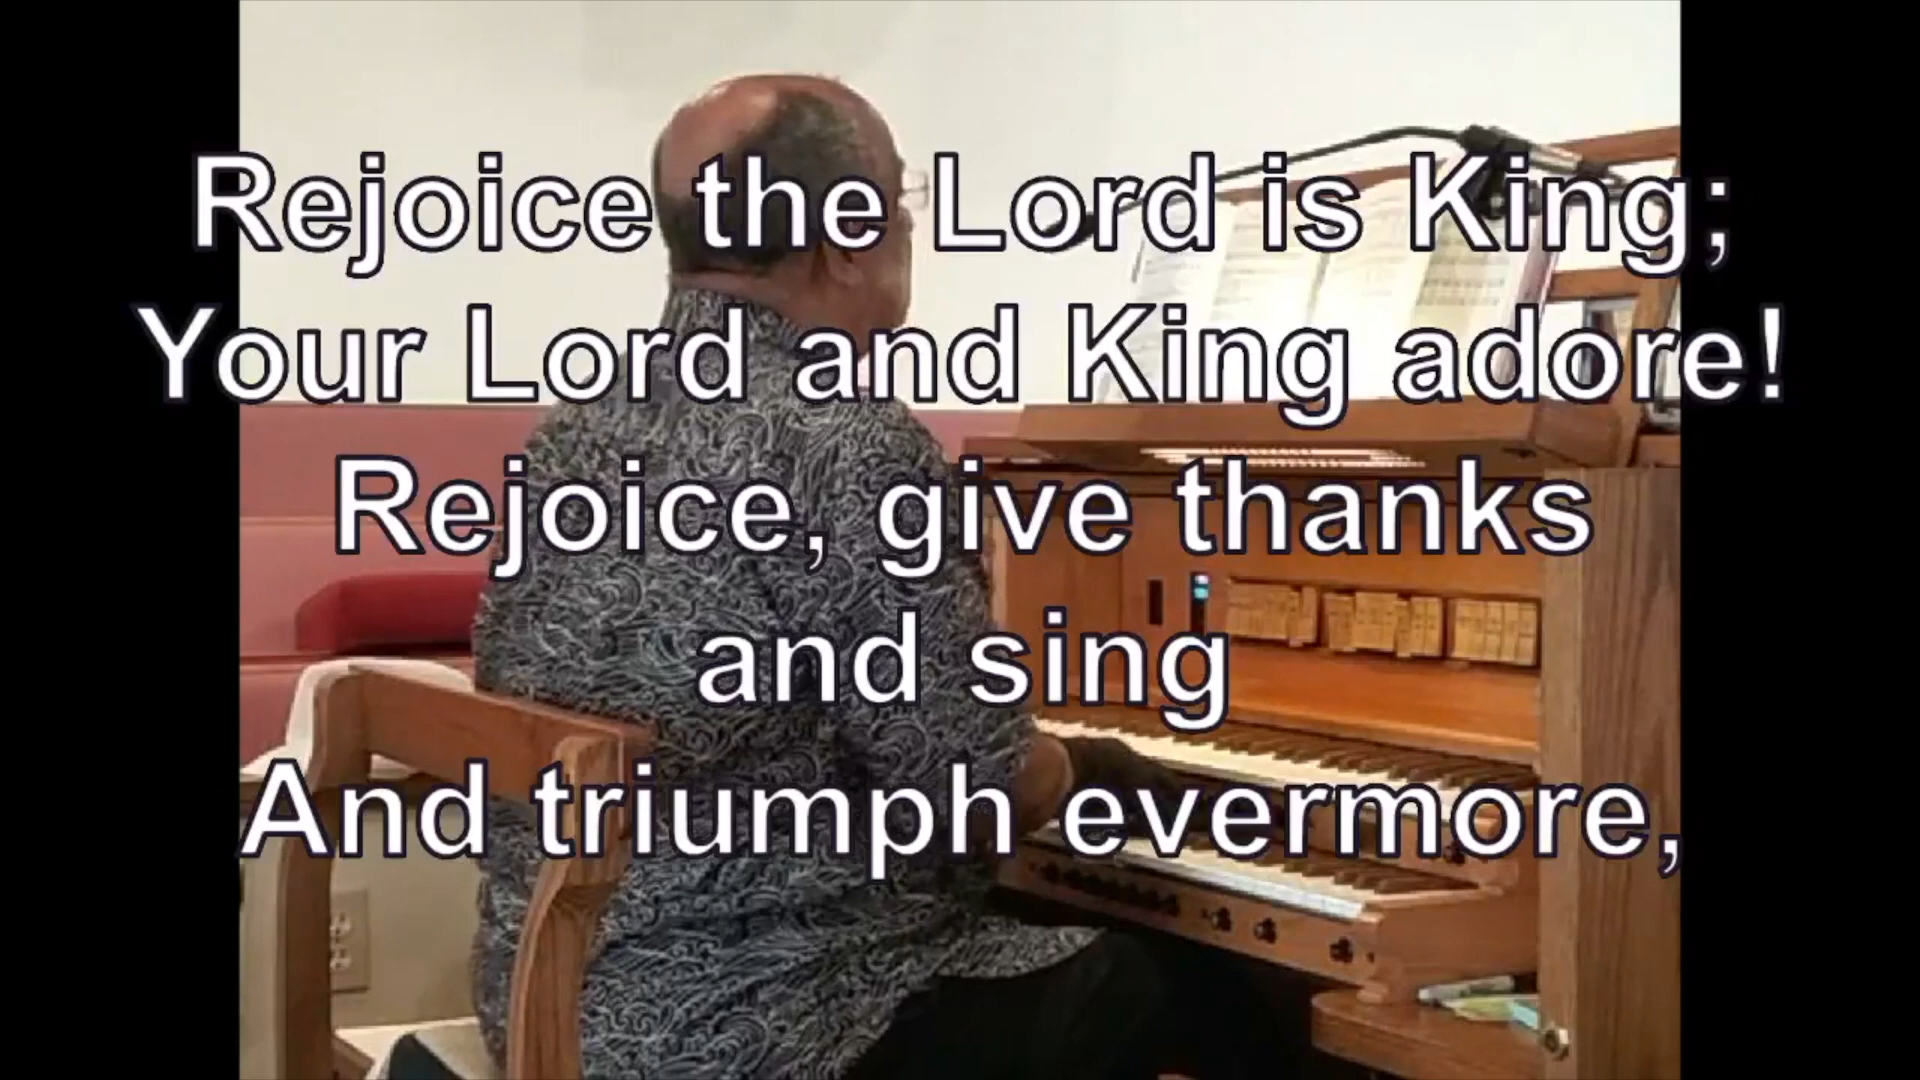 Rejoice the Lord is King;
Your Lord and King adore!
Rejoice, give thanks
and sing
And triumph evermore,